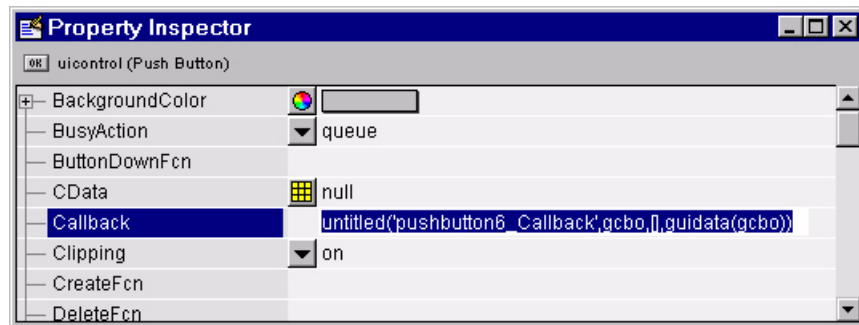 Property Inspector
OK uicontrol (Push Button)
BackgroundColor
BusyAction queue
ButtonDownFcn
CData null
Callback untitled('pushbutton6_Callback',gcbo,[],guidata(gcbo))
Clipping on
CreateFcn
DeleteFcn